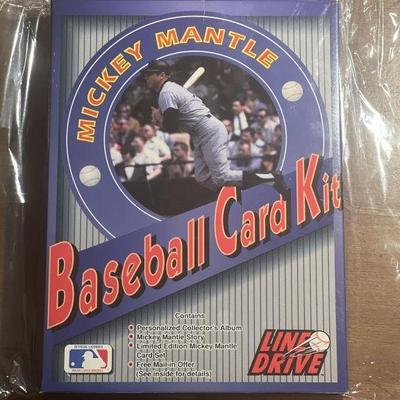 MICKEY MANTLE
Baseball Card Kit
Contains
• Personalized Collector's Album
• Mickey Mantle Story
• Limited Edition Mickey Mantle
Card Set
• Free Mail-in Offer
(See inside for details)
LINE
DRIVE